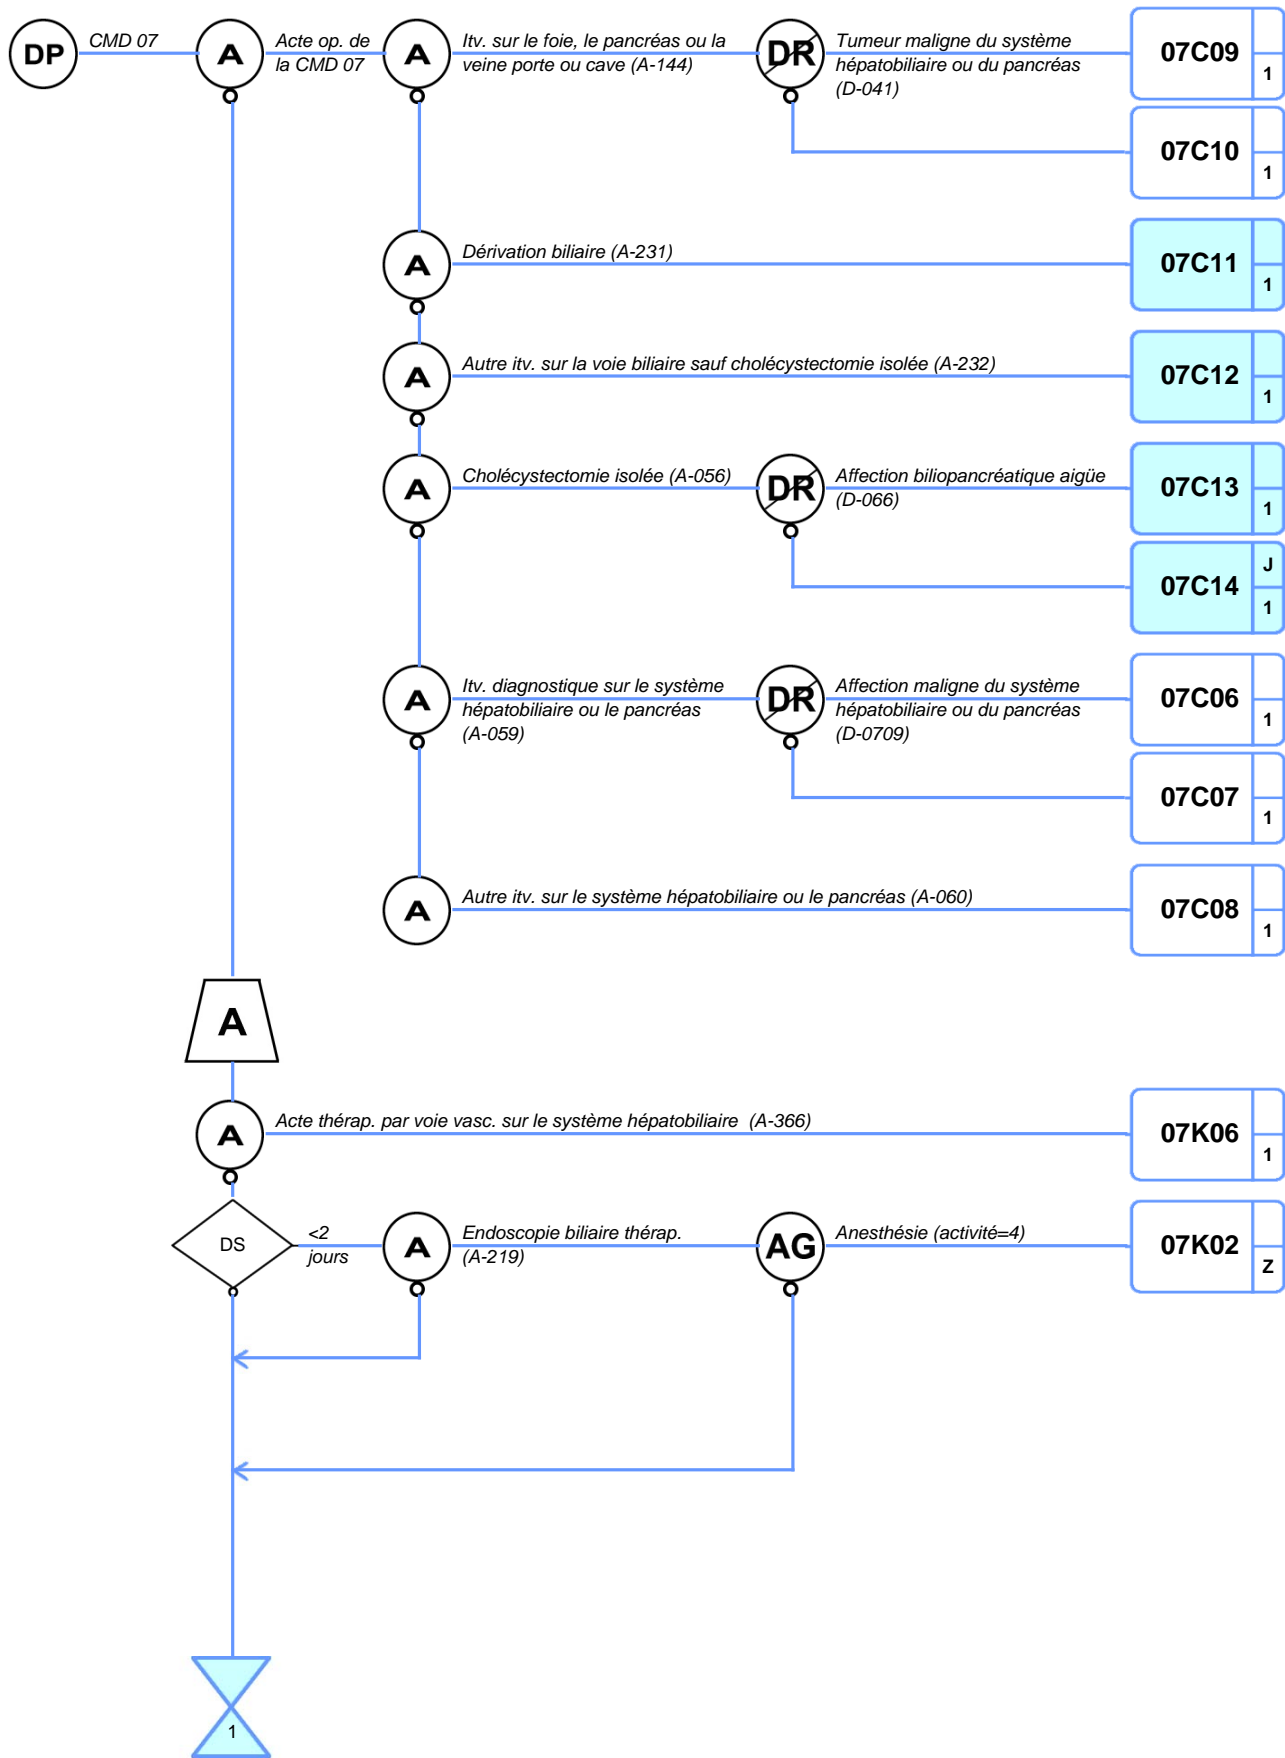 DP
CMD 07
A
Acte op. de
la CMD 07
A
Itv. sur le foie, le pancréas ou la
veine porte ou cave (A-144)
DR
Tumeur maligne du système
hépatobiliaire ou du pancréas
(D-041)
07C09
1
07C10
1
A
Dérivation biliaire (A-231)
07C11
1
A
Autre itv. sur la voie biliaire sauf cholécystectomie isolée (A-232)
07C12
1
A
Cholécystectomie isolée (A-056)
DR
Affection biliopancréatique aigüe
(D-066)
07C13
1
07C14
J
1
A
Itv. diagnostique sur le système
hépatobiliaire ou le pancréas
(A-059)
DR
Affection maligne du système
hépatobiliaire ou du pancréas
(D-0709)
07C06
1
07C07
1
A
Autre itv. sur le système hépatobiliaire ou le pancréas (A-060)
07C08
1
A
A
Acte thérap. par voie vasc. sur le système hépatobiliaire (A-366)
07K06
1
DS
<2
jours
A
Endoscopie biliaire thérap.
(A-219)
AG
Anesthésie (activité=4)
07K02
Z
1